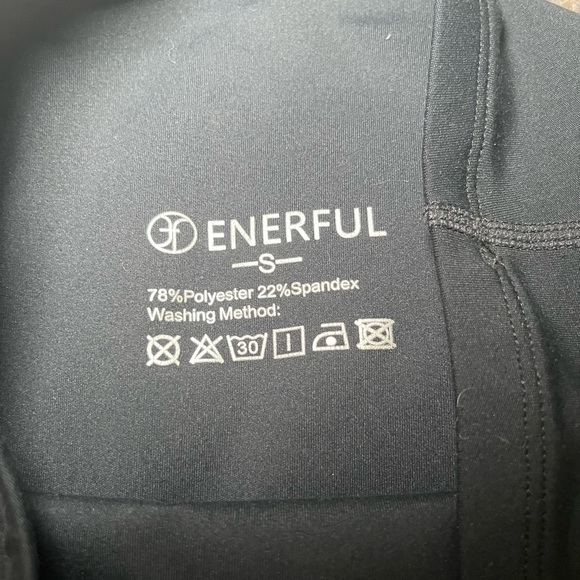 ENERFUL
S
78%Polyester 22%Spandex
Washing Method:
30